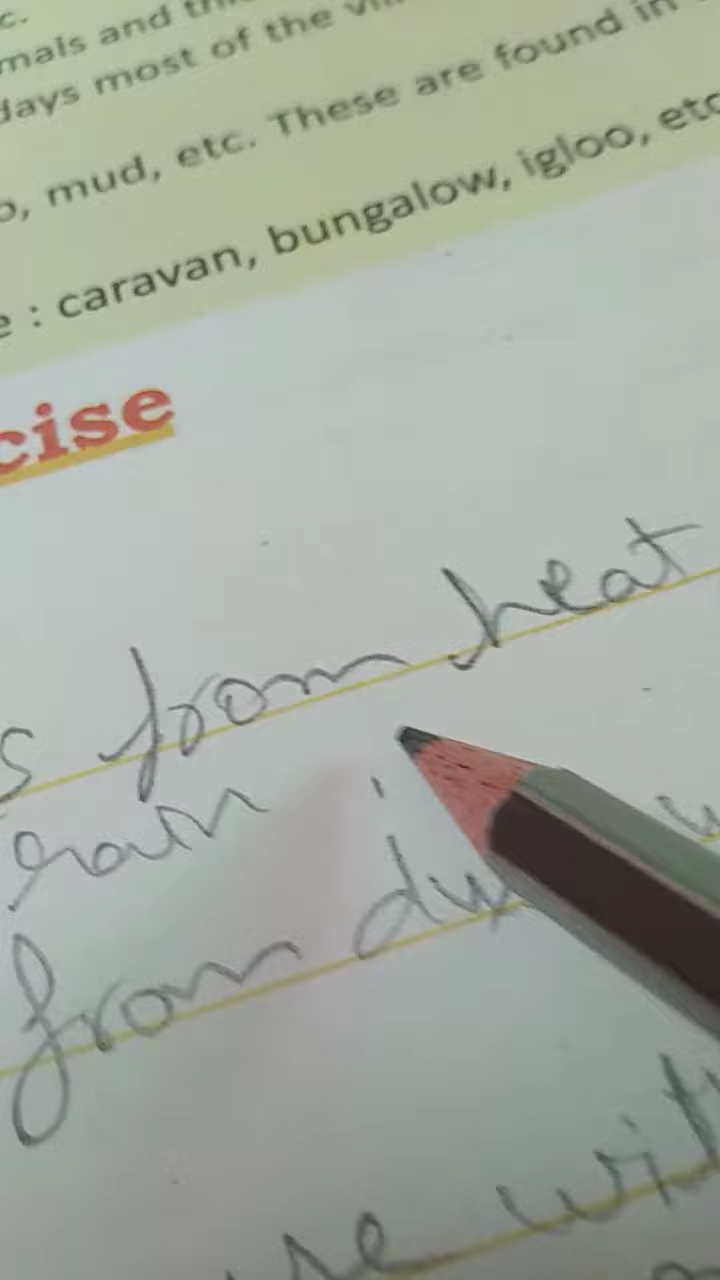 c.
mals and
days most of the
mud, etc. These are found in
e : caravan, bungalow, igloo, etc
cise
s from heat
rain
from